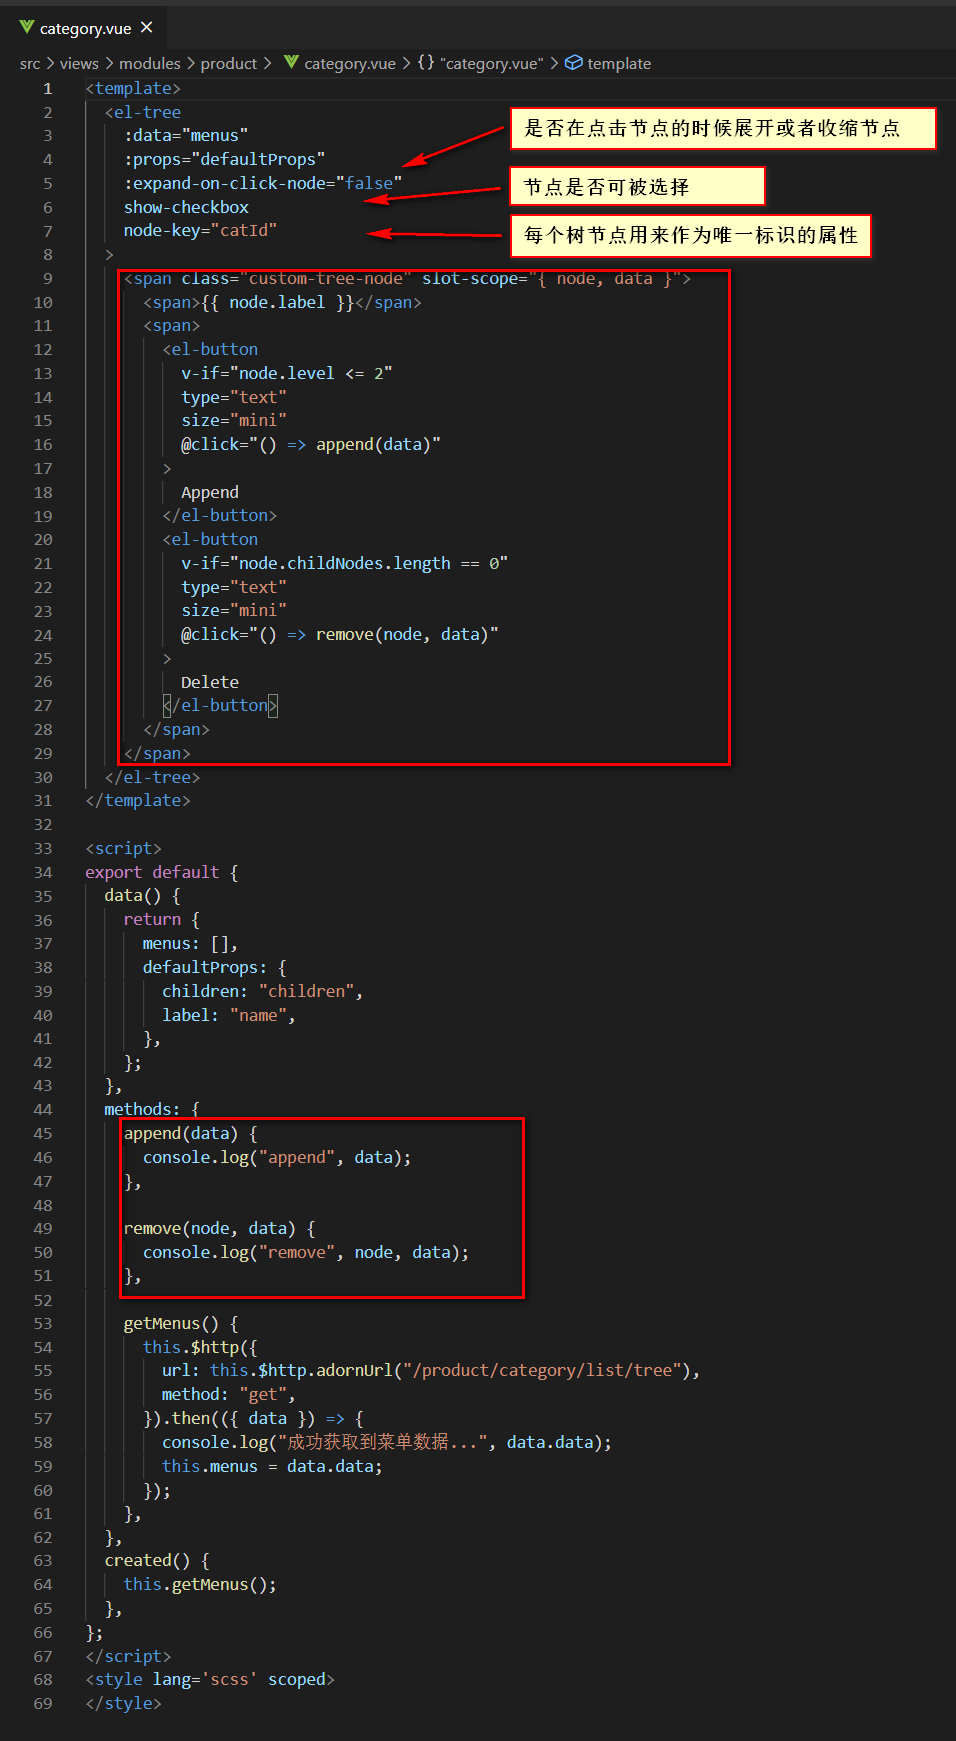 category.vue ×
src > views > modules > product > category.vue > {} "category.vue" > template
1 <template>
2 <el-tree
3 :data="menus"
4 :props="defaultProps"
5 :expand-on-click-node="false"
6 show-checkbox
7 node-key="catId"
8 >
是否在点击节点的时候展开或者收缩节点
节点是否可被选择
每个树节点用来作为唯一标识的属性
9 <span class="custom-tree-node" slot-scope="{ node, data }">
10 <span>{{ node.label }}</span>
11 <span>
12 <el-button
13 v-if="node.level <= 2"
14 type="text"
15 size="mini"
16 @click="() => append(data)"
17 >
18 Append
19 </el-button>
20 <el-button
21 v-if="node.childNodes.length == 0"
22 type="text"
23 size="mini"
24 @click="() => remove(node, data)"
25 >
26 Delete
27 </el-button>
28 </span>
29 </span>
30 </el-tree>
31 </template>
32
33 <script>
34 export default {
35 data() {
36 return {
37 menus: [],
38 defaultProps: {
39 children: "children",
40 label: "name",
41 },
42 };
43 },
44 methods: {
45 append(data) {
46 console.log("append", data);
47 },
48
49 remove(node, data) {
50 console.log("remove", node, data);
51 },
52
53 getMenus() {
54 this.$http({
55 url: this.$http.adornUrl("/product/category/list/tree"),
56 method: "get",
57 }).then(({ data }) => {
58 console.log("成功获取到菜单数据...", data.data);
59 this.menus = data.data;
60 });
61 },
62 },
63 created() {
64 this.getMenus();
65 },
66 };
67 </script>
68 <style lang='scss' scoped>
69 </style>